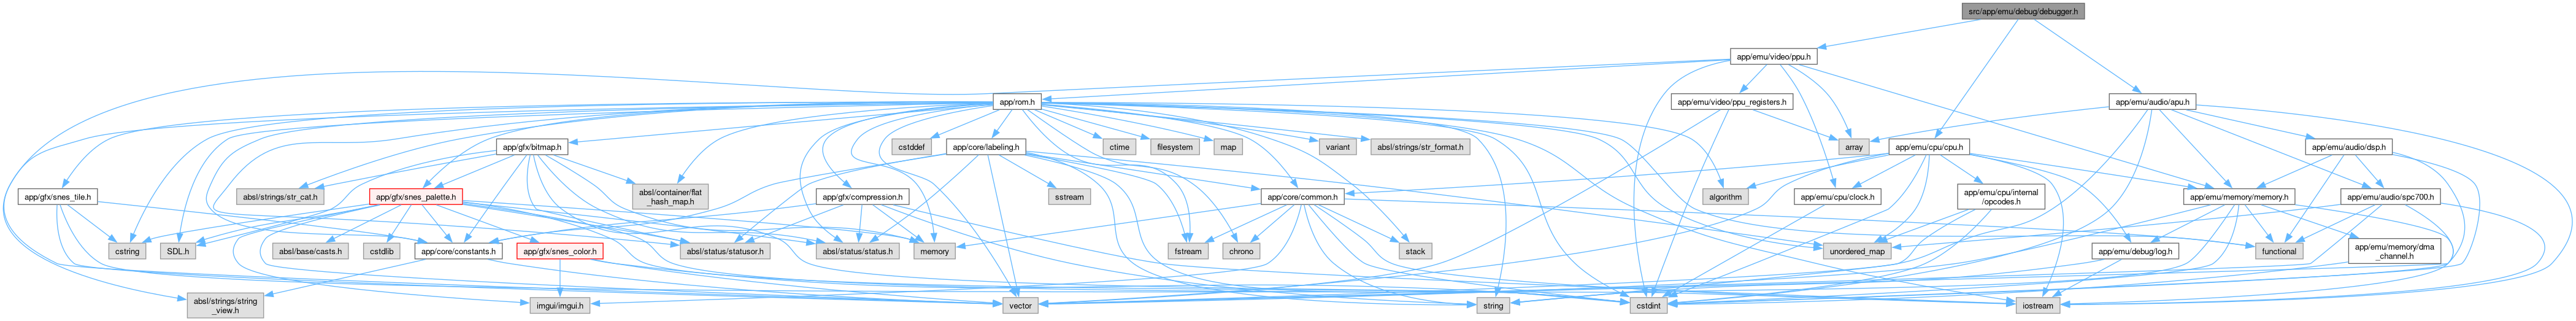 src/app/emu/debug/debugger.h
app/emu/video/ppu.h
app/rom.h
app/emu/video/ppu_registers.h
app/emu/audio/apu.h
app/gfx/bitmap.h
cstddef
app/core/labeling.h
ctime
filesystem
map
variant
absl/strings/str_format.h
array
app/emu/cpu/cpu.h
app/emu/audio/dsp.h
app/gfx/snes_tile.h
absl/strings/str_cat.h
app/gfx/snes_palette.h
absl/container/flat
_hash_map.h
app/gfx/compression.h
sstream
app/core/common.h
algorithm
app/emu/cpu/clock.h
app/emu/cpu/internal
/opcodes.h
app/emu/memory/memory.h
app/emu/audio/spc700.h
cstring
SDL.h
absl/base/casts.h
cstdlib
app/core/constants.h
app/gfx/snes_color.h
absl/status/statusor.h
absl/status/status.h
memory
fstream
chrono
stack
unordered_map
app/emu/debug/log.h
functional
app/emu/memory/dma
_channel.h
absl/strings/string
_view.h
imgui/imgui.h
vector
string
cstdint
iostream